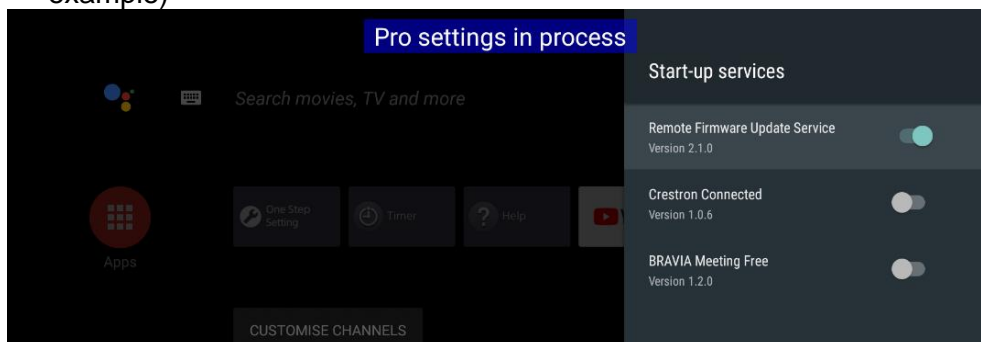 example)
Pro settings in process
Start-up services
Search movies, TV and more
Remote Firmware Update Service
Version 2.1.0
Crestron Connected
Version 1.0.6
One Step
Setting
Timer
Help
BRAVIA Meeting Free
Version 1.2.0
Apps
CUSTOMISE CHANNELS